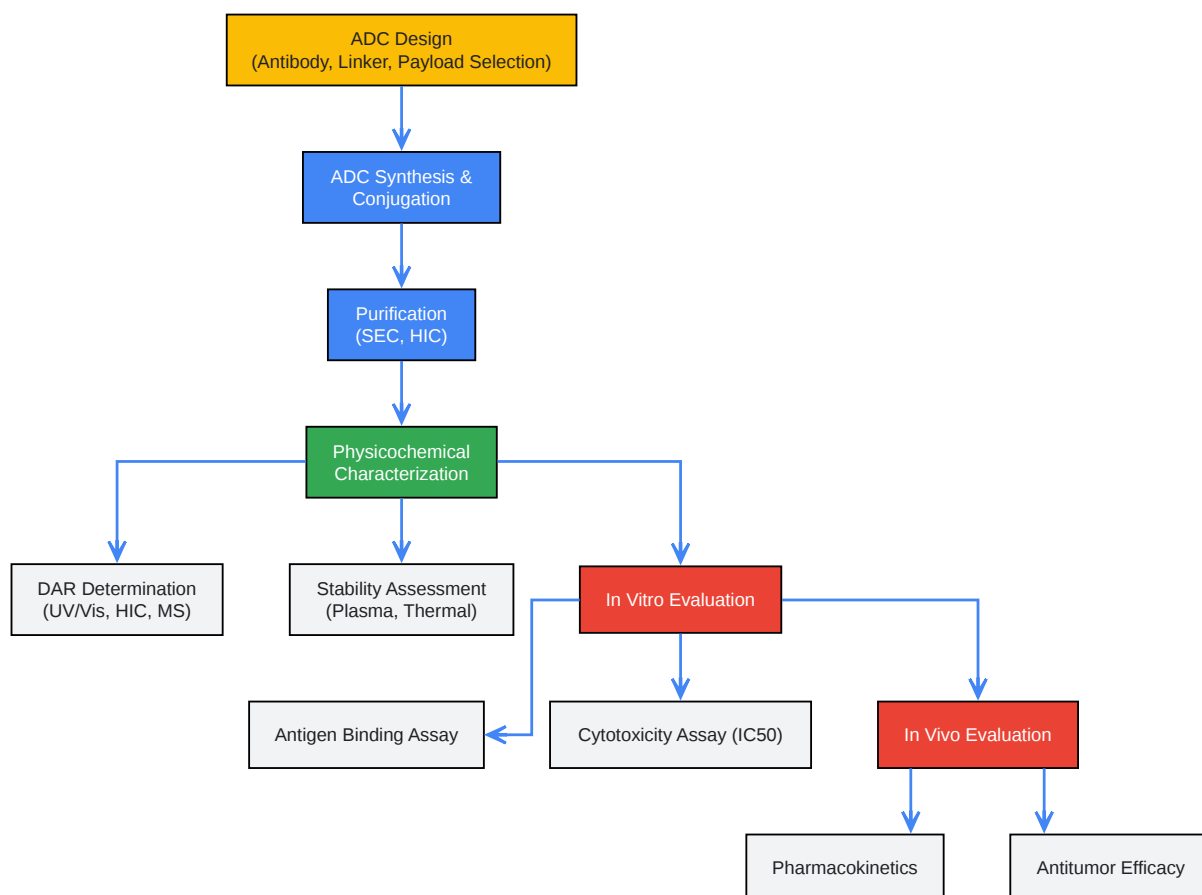 ADC Design
(Antibody, Linker, Payload Selection)
ADC Synthesis &
Conjugation
Purification
(SEC, HIC)
Physicochemical
Characterization
DAR Determination
(UV/Vis, HIC, MS)
Stability Assessment
(Plasma, Thermal)
In Vitro Evaluation
Antigen Binding Assay
Cytotoxicity Assay (IC50)
In Vivo Evaluation
Pharmacokinetics
Antitumor Efficacy